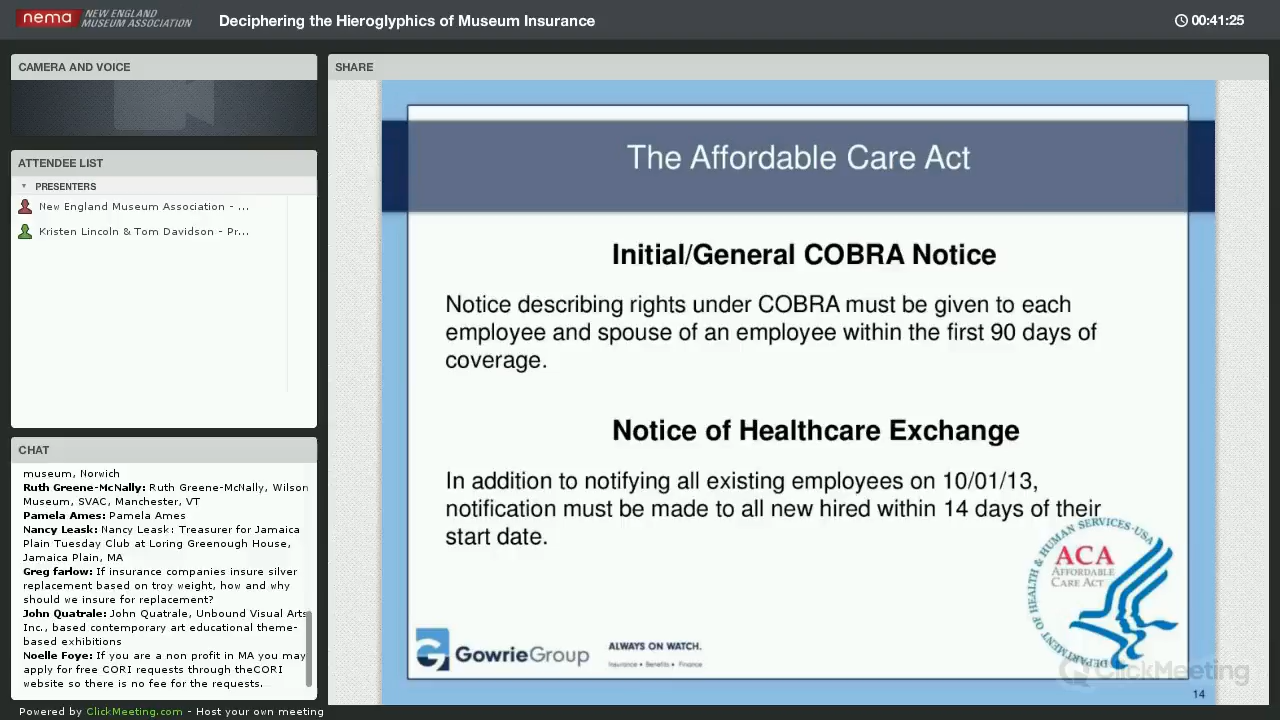 nema NEW ENGLAND
MUSEUM ASSOCIATION
Deciphering the Hieroglyphics of Museum Insurance
00:41:25
CAMERA AND VOICE
ATTENDEE LIST
PRESENTERS
New England Museum Association - ...
Kristen Lincoln & Tom Davidson - Pr...
CHAT
museum, Norwich
Ruth Greene-McNally: Ruth Greene-McNally, Wilson
Museum, SVAC, Manchester, VT
Pamela Ames: Pamela Ames
Nancy Leask: Nancy Leask: Treasurer for Jamaica
Plain Tuesday Club at Loring Greenough House,
Jamaica Plain, MA
Greg farlow: If insurance companies insure silver
replacement based on troy weight, how and why
should we insure for replacement?
John Quatrale: John Quatrale, Unbound Visual Arts
Inc., based contemporary art educational theme-
based exhibitions
Noelle Foye: If you are a non profit in MA you may
apply for free CORI requests through theCORI
website so there is no fee for the requests.
Powered by ClickMeeting.com - Host your own meeting
SHARE
The Affordable Care Act
Initial/General COBRA Notice
Notice describing rights under COBRA must be given to each
employee and spouse of an employee within the first 90 days of
coverage.
Notice of Healthcare Exchange
In addition to notifying all existing employees on 10/01/13,
notification must be made to all new hired within 14 days of their
start date.
DEPARTMENT OF HEALTH & HUMAN SERVICES-USA
ACA
AFFORDABLE
CARE ACT
GowrieGroup
ALWAYS ON WATCH.
Insurance • Benefits • Finance
ClickMeeting
14